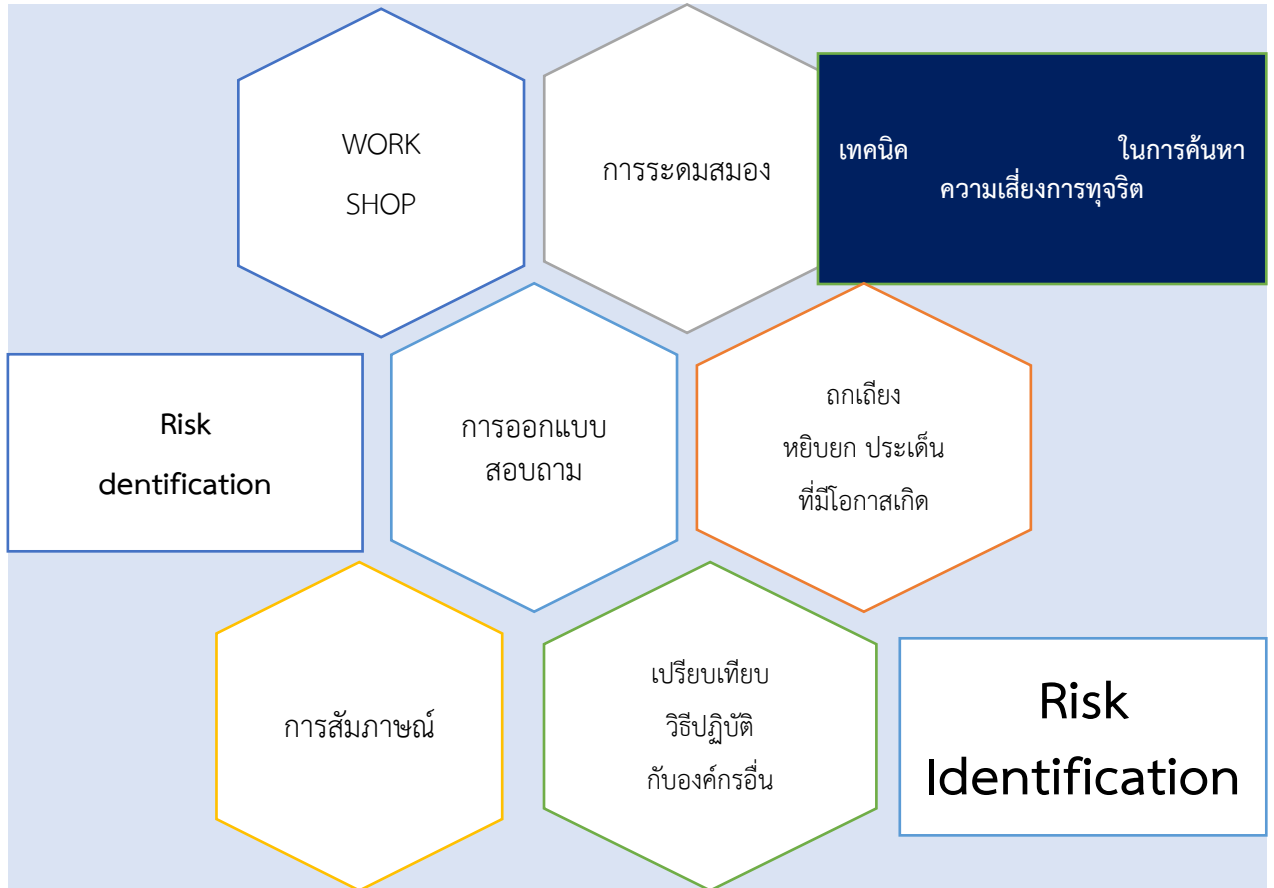 WORK
SHOP
การระดมสมอง
เทคนิค ในการค้นหา
ความเสี่ยงการทุจริต
Risk
dentification
การออกแบบ
สอบถาม
ถกเถียง
หยิบยก ประเด็น
ที่มีโอกาสเกิด
การสัมภาษณ์
เปรียบเทียบ
วิธีปฏิบัติ
กับองค์กรอื่น
Risk
Identification